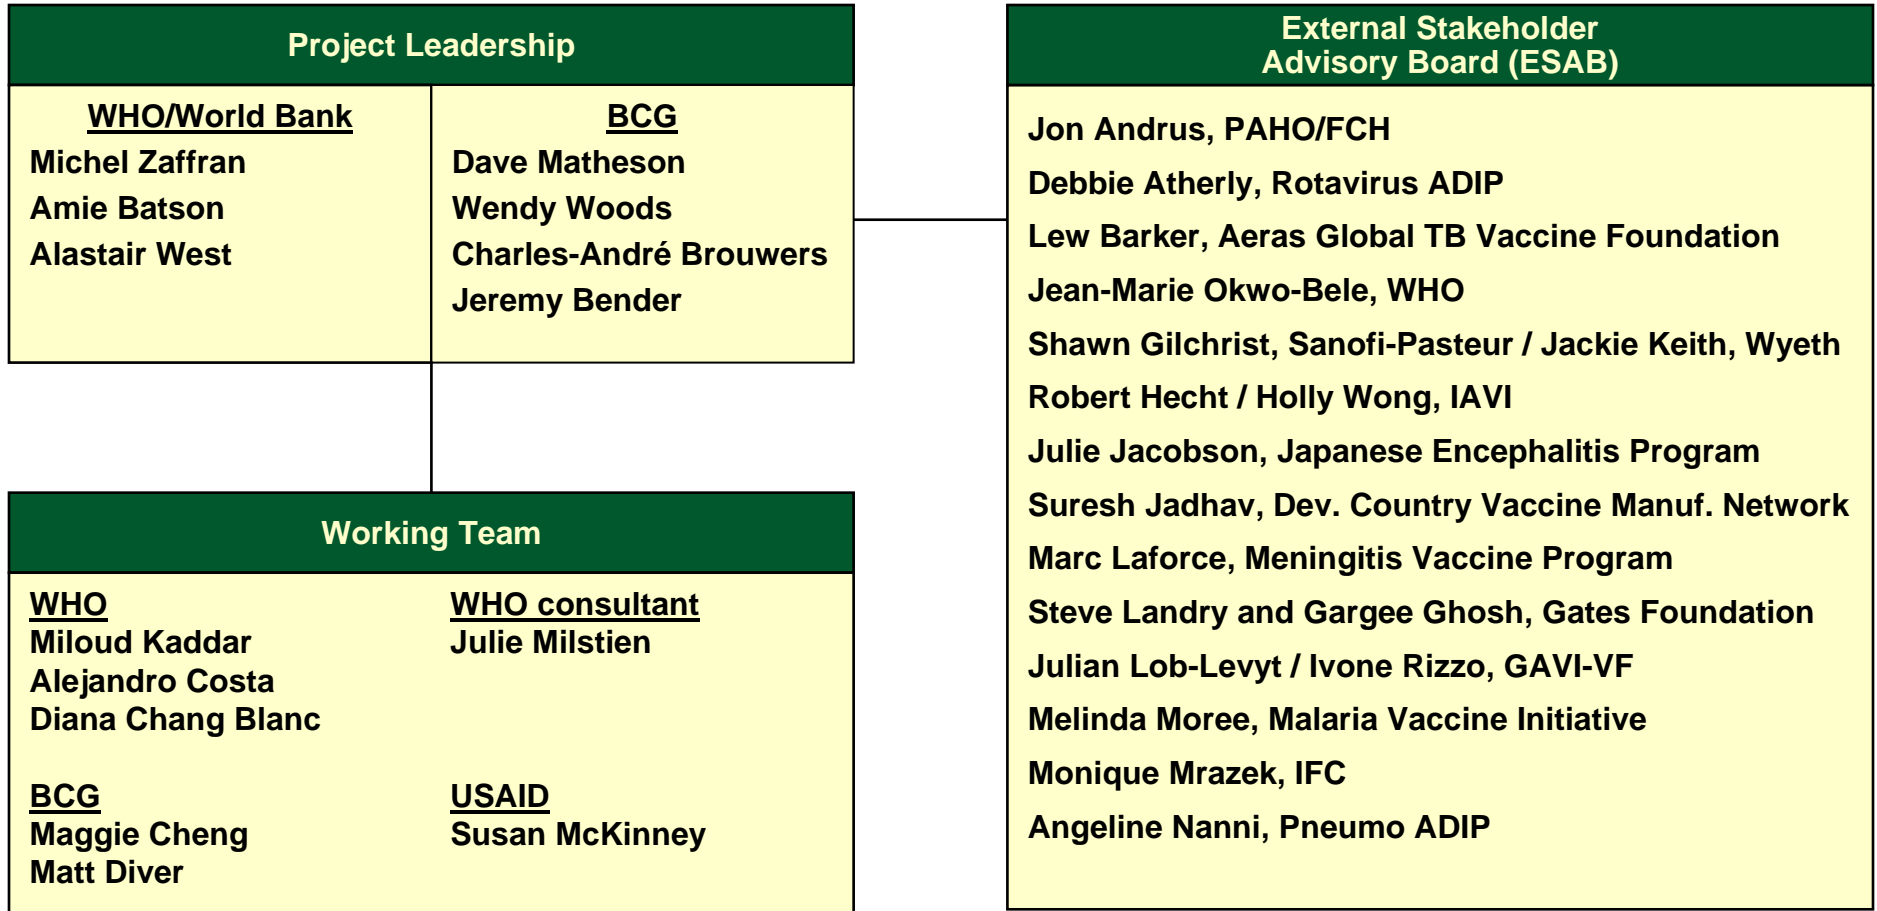 Project Leadership
WHO/World Bank
Michel Zaffran
Amie Batson
Alastair West
BCG
Dave Matheson
Wendy Woods
Charles-André Brouwers
Jeremy Bender
Working Team
WHO
Miloud Kaddar
Alejandro Costa
Diana Chang Blanc
WHO consultant
Julie Milstien
BCG
Maggie Cheng
Matt Diver
USAID
Susan McKinney
External Stakeholder
Advisory Board (ESAB)
Jon Andrus, PAHO/FCH
Debbie Atherly, Rotavirus ADIP
Lew Barker, Aeras Global TB Vaccine Foundation
Jean-Marie Okwo-Bele, WHO
Shawn Gilchrist, Sanofi-Pasteur / Jackie Keith, Wyeth
Robert Hecht / Holly Wong, IAVI
Julie Jacobson, Japanese Encephalitis Program
Suresh Jadhav, Dev. Country Vaccine Manuf. Network
Marc Laforce, Meningitis Vaccine Program
Steve Landry and Gargee Ghosh, Gates Foundation
Julian Lob-Levyt / Ivone Rizzo, GAVI-VF
Melinda Moree, Malaria Vaccine Initiative
Monique Mrazek, IFC
Angeline Nanni, Pneumo ADIP